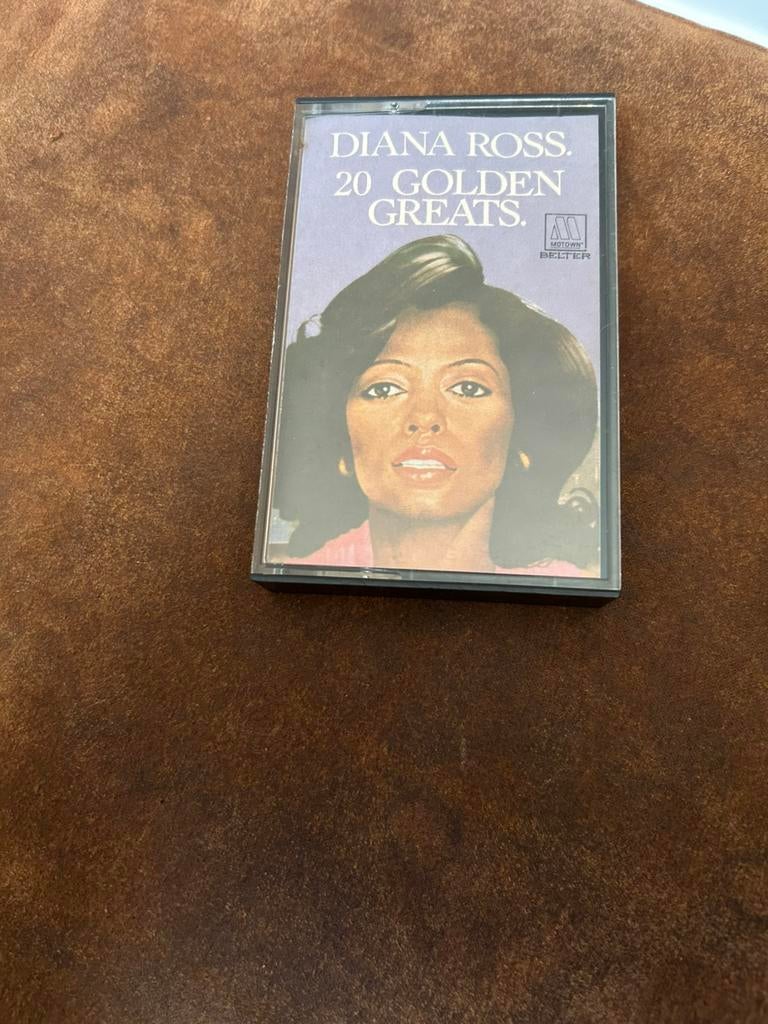 DIANA ROSS.
20 GOLDEN
GREATS.
MOTOWN
BELTER